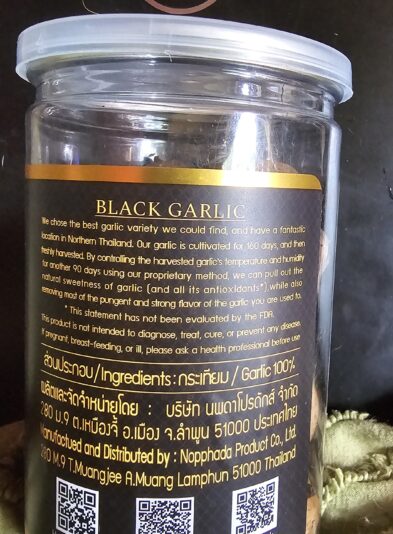 BLACK GARLIC
We chose the best garlic variety we could find, and have a fantastic
location in Northern Thailand. Our garlic is cultivated for 160 days, and then
freshly harvested. By controlling the harvested garlic's temperature and humidity
for another 90 days using our proprietary method, we can pull out the
natural sweetness of garlic (and all its antioxidants*), while also
removing most of the pungent and strong flavor of the garlic you are used to.
* This statement has not been evaluated by the FDA.
This product is not intended to diagnose, treat, cure, or prevent any disease.
If pregnant, breast-feeding, or ill, please ask a health professional before use
ส่วนประกอบ/Ingredients : กระเทียม / Garlic 100%
ผลิตและจัดจำหน่ายโดย : บริษัท นพดาโปรดักส์ จำกัด
280 ม.9 ต.เหมืองจี้ อ.เมือง จ.ลำพูน 51000 ประเทศไทย
Manufactued and Distributed by : Nopphada Product Co., Ltd.
280 M.9 T.Muangjee A.Muang Lamphun 51000 Thailand